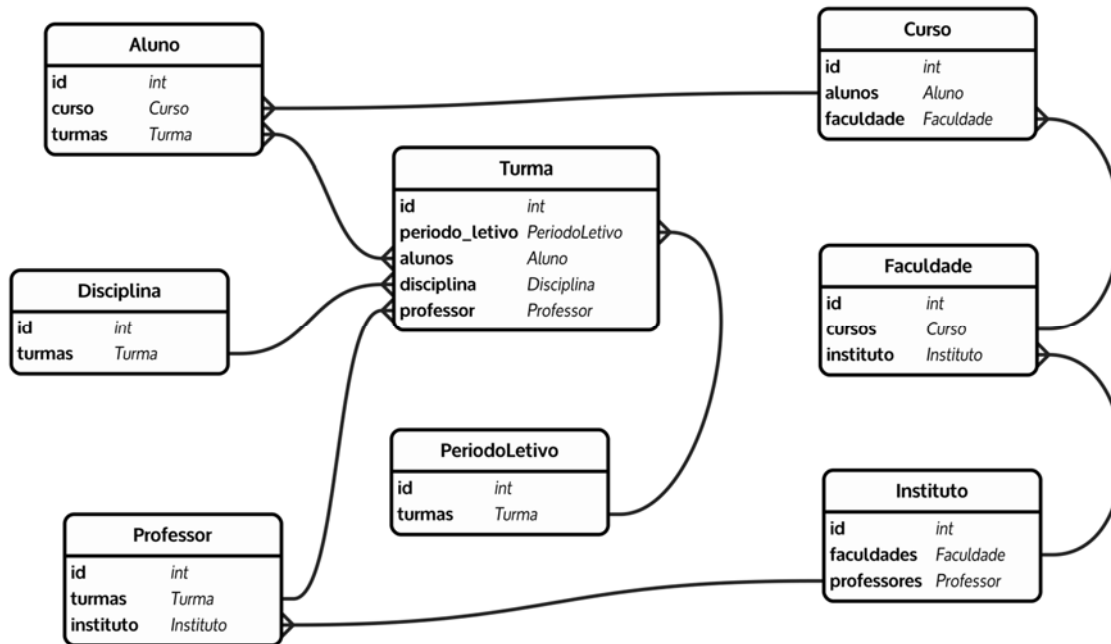 Aluno
id int
curso Curso
turmas Turma
Curso
id int
alunos Aluno
faculdade Faculdade
Turma
id int
periodo_letivo PeriodoLetivo
alunos Aluno
disciplina Disciplina
professor Professor
Disciplina
id int
turmas Turma
Faculdade
id int
cursos Curso
instituto Instituto
PeriodoLetivo
id int
turmas Turma
Professor
id int
turmas Turma
instituto Instituto
Instituto
id int
faculdades Faculdade
professores Professor